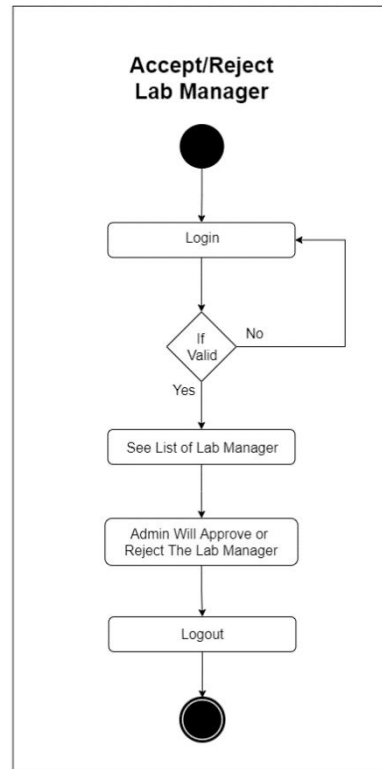 Accept/Reject
Lab Manager
Login
If
Valid
No
Yes
See List of Lab Manager
Admin Will Approve or
Reject The Lab Manager
Logout